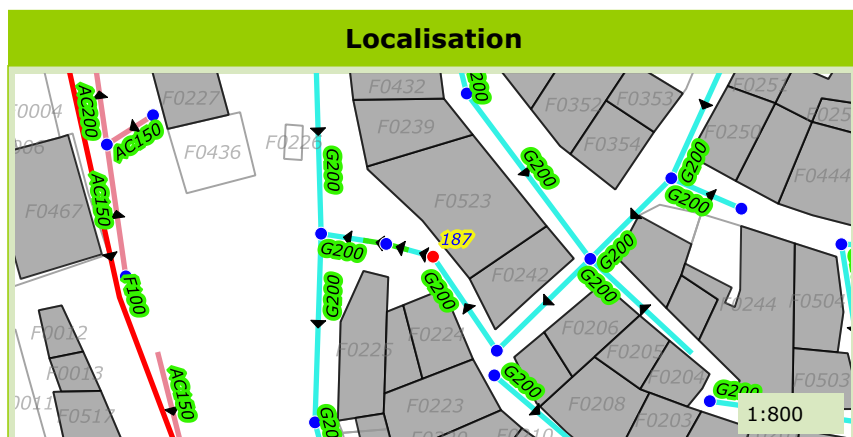 Localisation
F0432
F0227
F0352
F0353
F0251
F0004
AC200
AC150
F0226
F0239
F0250
F0354
F0436
G200
G200
G200
F0444
F0467
AC150
F0523
G200
187
G200
G200
F0242
G200
G200
F100
G200
G200
F0244
F0504
F0012
F0224
F0206
F0225
F0205
F0013
AC150
G200
F0204
F0503
F0517
F0223
F0208
F0203
1:800